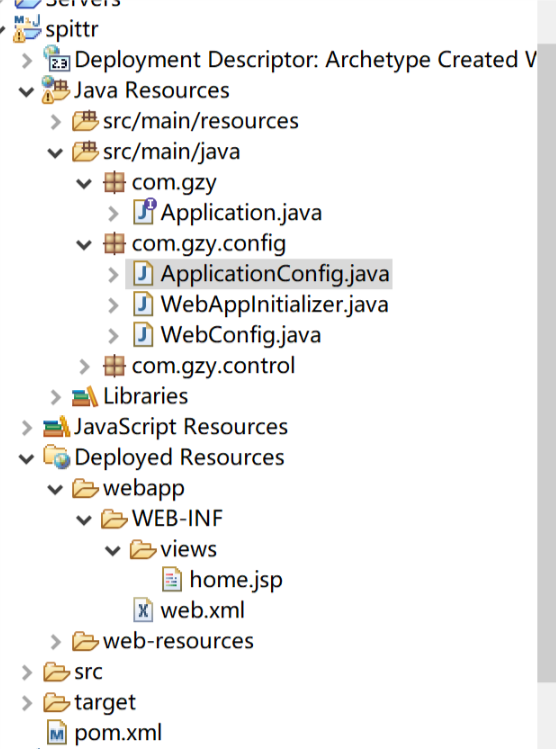 Servers
spittr
Deployment Descriptor: Archetype Created W
Java Resources
src/main/resources
src/main/java
com.gzy
Application.java
com.gzy.config
ApplicationConfig.java
WebAppInitializer.java
WebConfig.java
com.gzy.control
Libraries
JavaScript Resources
Deployed Resources
webapp
WEB-INF
views
home.jsp
web.xml
web-resources
src
target
pom.xml